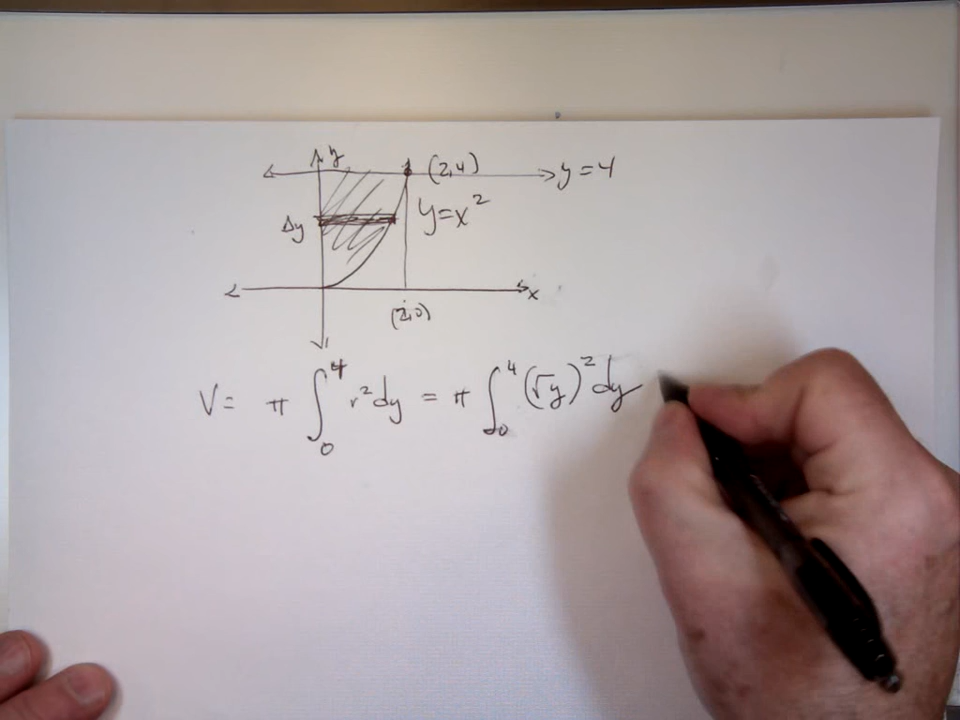 y
(2,4)
y = 4
Δy
y=x²
x
(2,0)
V = π ∫₀⁴ r² dy = π ∫₀⁴ (√y)² dy